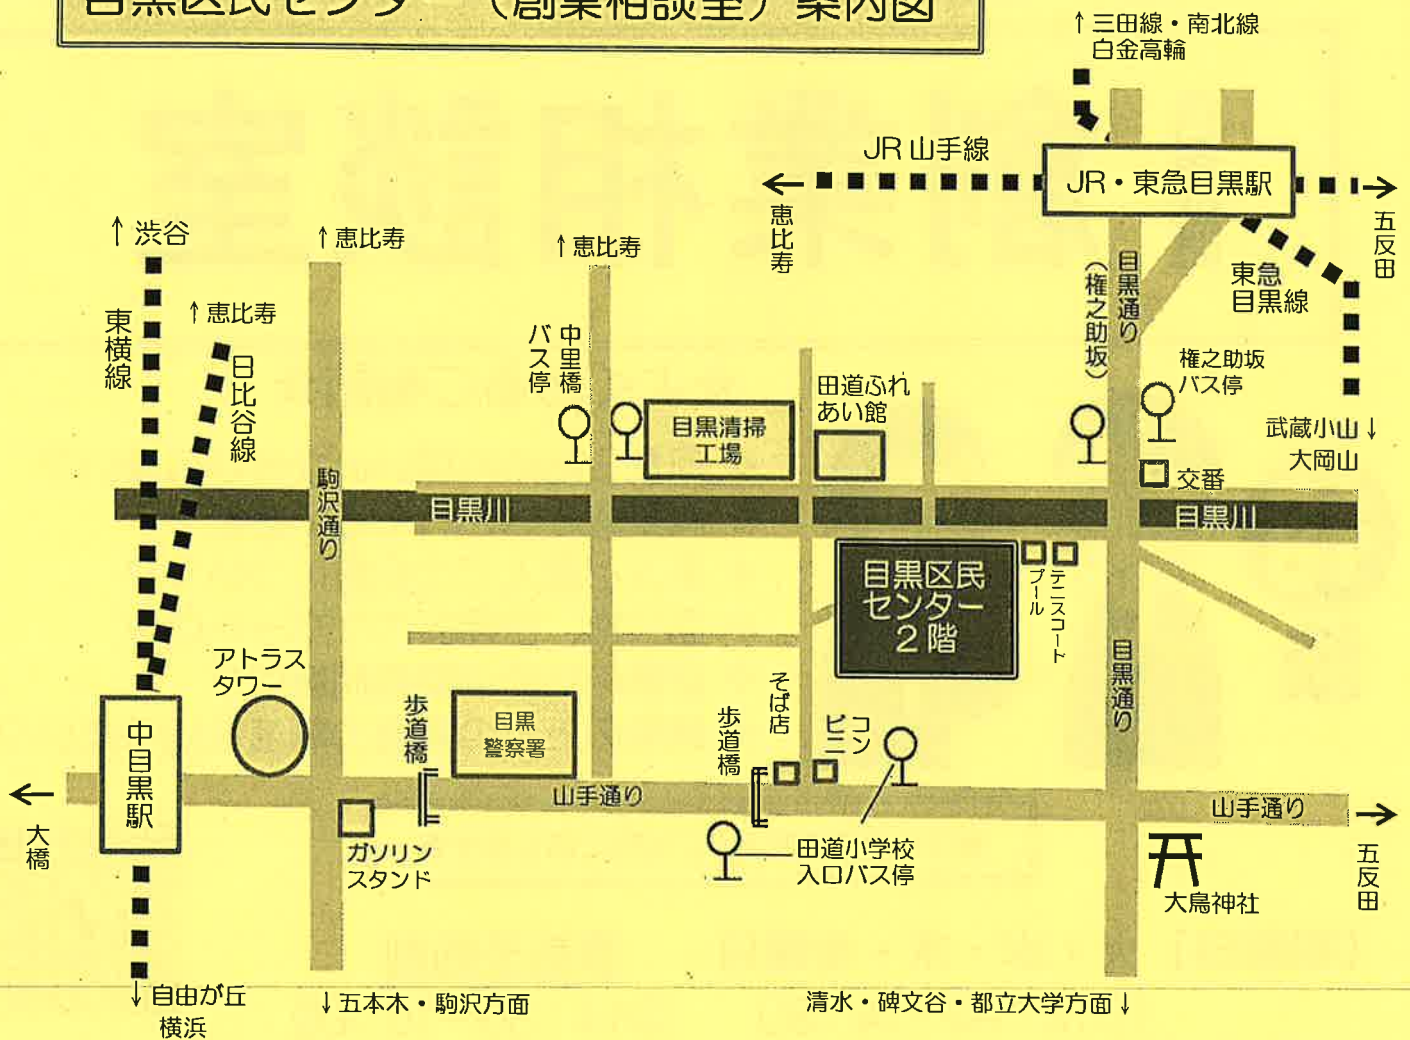 目黒区民センター（創業相談室）案内図
↑三田線・南北線
白金高輪
JR 山手線
JR・東急目黒駅
恵比寿
五反田
↑ 渋谷
↑恵比寿
↑恵比寿
↑恵比寿
東横線
日比谷線
中里橋
バス停
目黒通り
（権之助坂）
東急
目黒線
権之助坂
バス停
田道ふれ
あい館
目黒清掃
工場
武蔵小山↓
大岡山
交番
駒沢通り
目黒川
目黒川
目黒区民
センター
２階
プール
テニスコート
アトラス
タワー
目黒通り
歩道橋
目黒
警察署
歩道橋
そば店
コン
ビニ
中目黒駅
山手通り
山手通り
大橋
ガソリン
スタンド
田道小学校
入口バス停
五反田
大鳥神社
↓自由が丘
横浜
↓五本木・駒沢方面
清水・碑文谷・都立大学方面↓